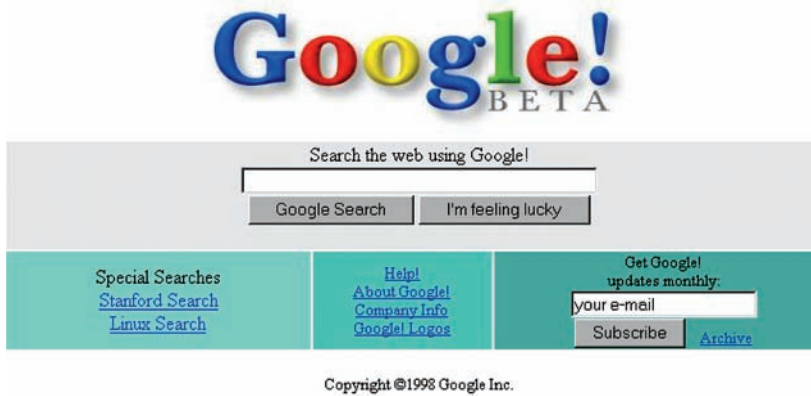 Google!
BETA
Search the web using Google!
Google Search
I'm feeling lucky
Special Searches
Stanford Search
Linux Search
Help!
About Google!
Company Info
Google! Logos
Get Google!
updates monthly:
your e-mail
Subscribe
Archive
Copyright ©1998 Google Inc.